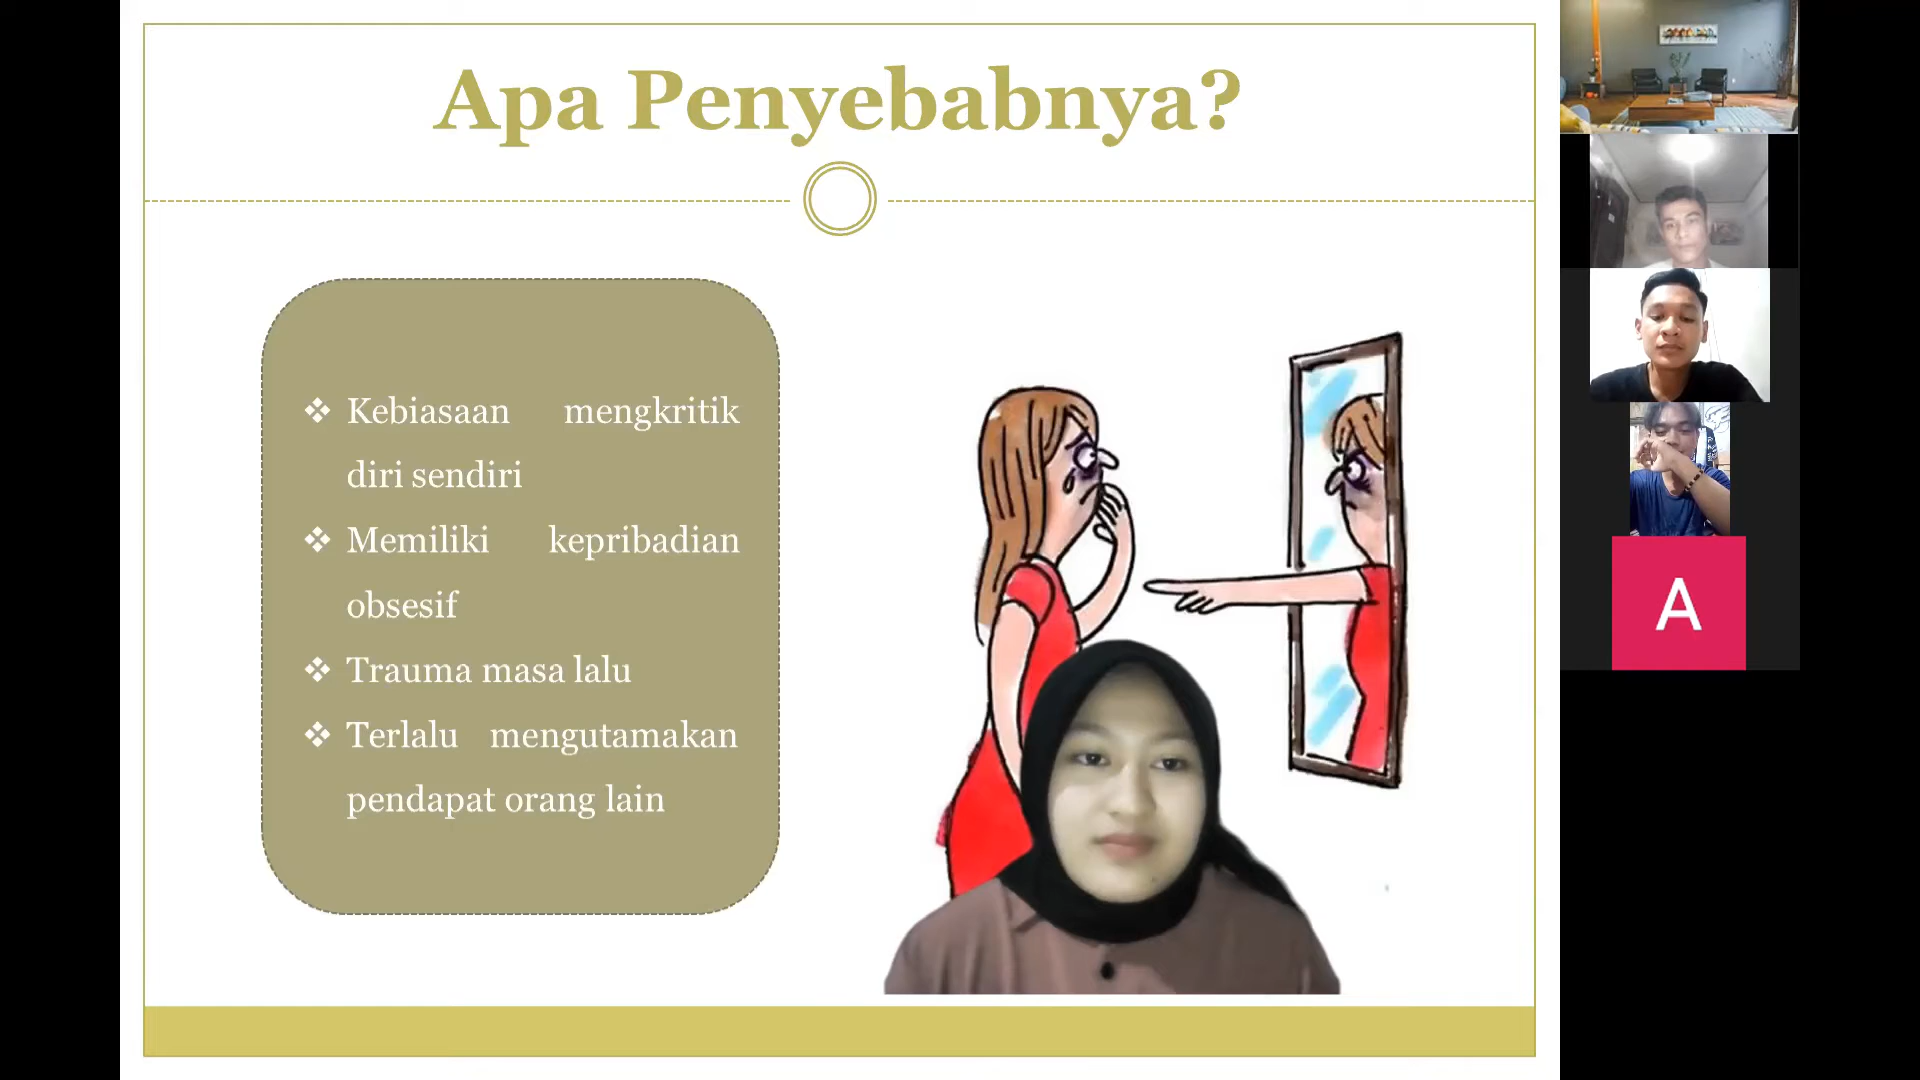 Apa Penyebabnya?
❖ Kebiasaan mengkritik
diri sendiri
❖ Memiliki kepribadian
obsesif
❖ Trauma masa lalu
❖ Terlalu mengutamakan
pendapat orang lain
A